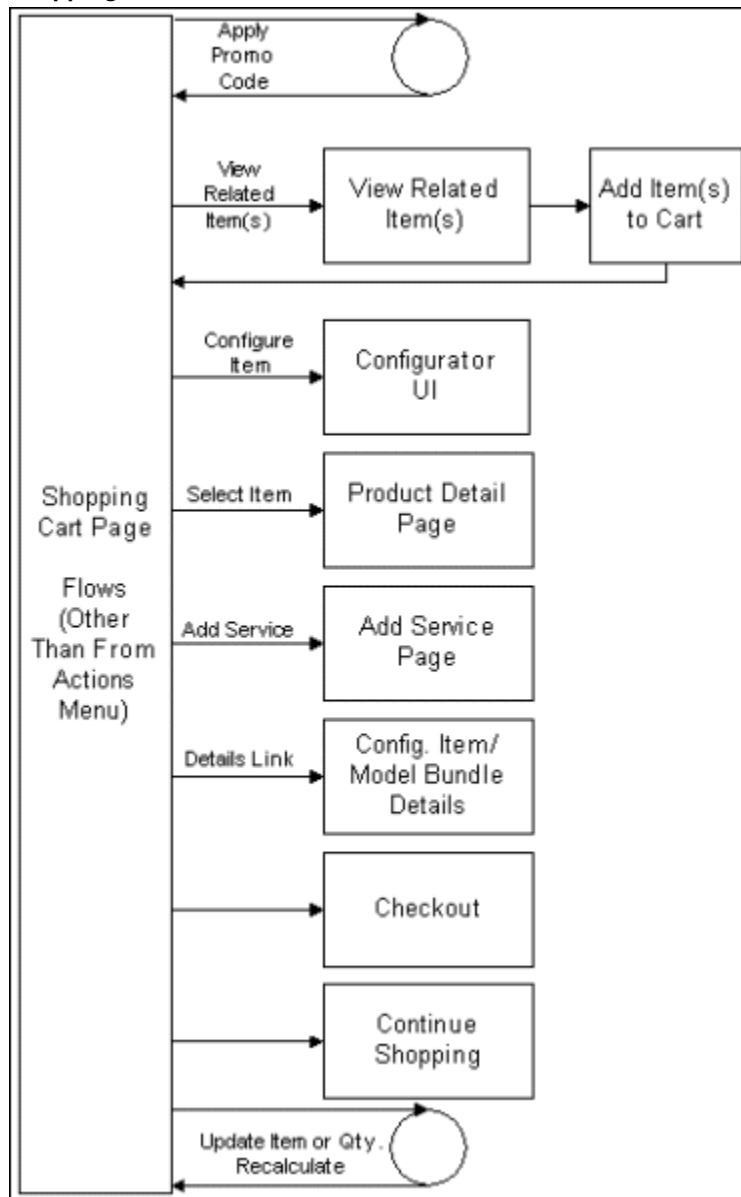 Apply
Promo
Code
View
Related
Item(s)
View Related
Item(s)
Add Item(s)
to Cart
Configure
Item
Configurator
UI
Shopping
Cart Page
Flows
(Other
Than From
Actions
Menu)
Select Item
Product Detail
Page
Add Service
Add Service
Page
Details Link
Config. Item/
Model Bundle
Details
Checkout
Continue
Shopping
Update Item or Qty.
Recalculate